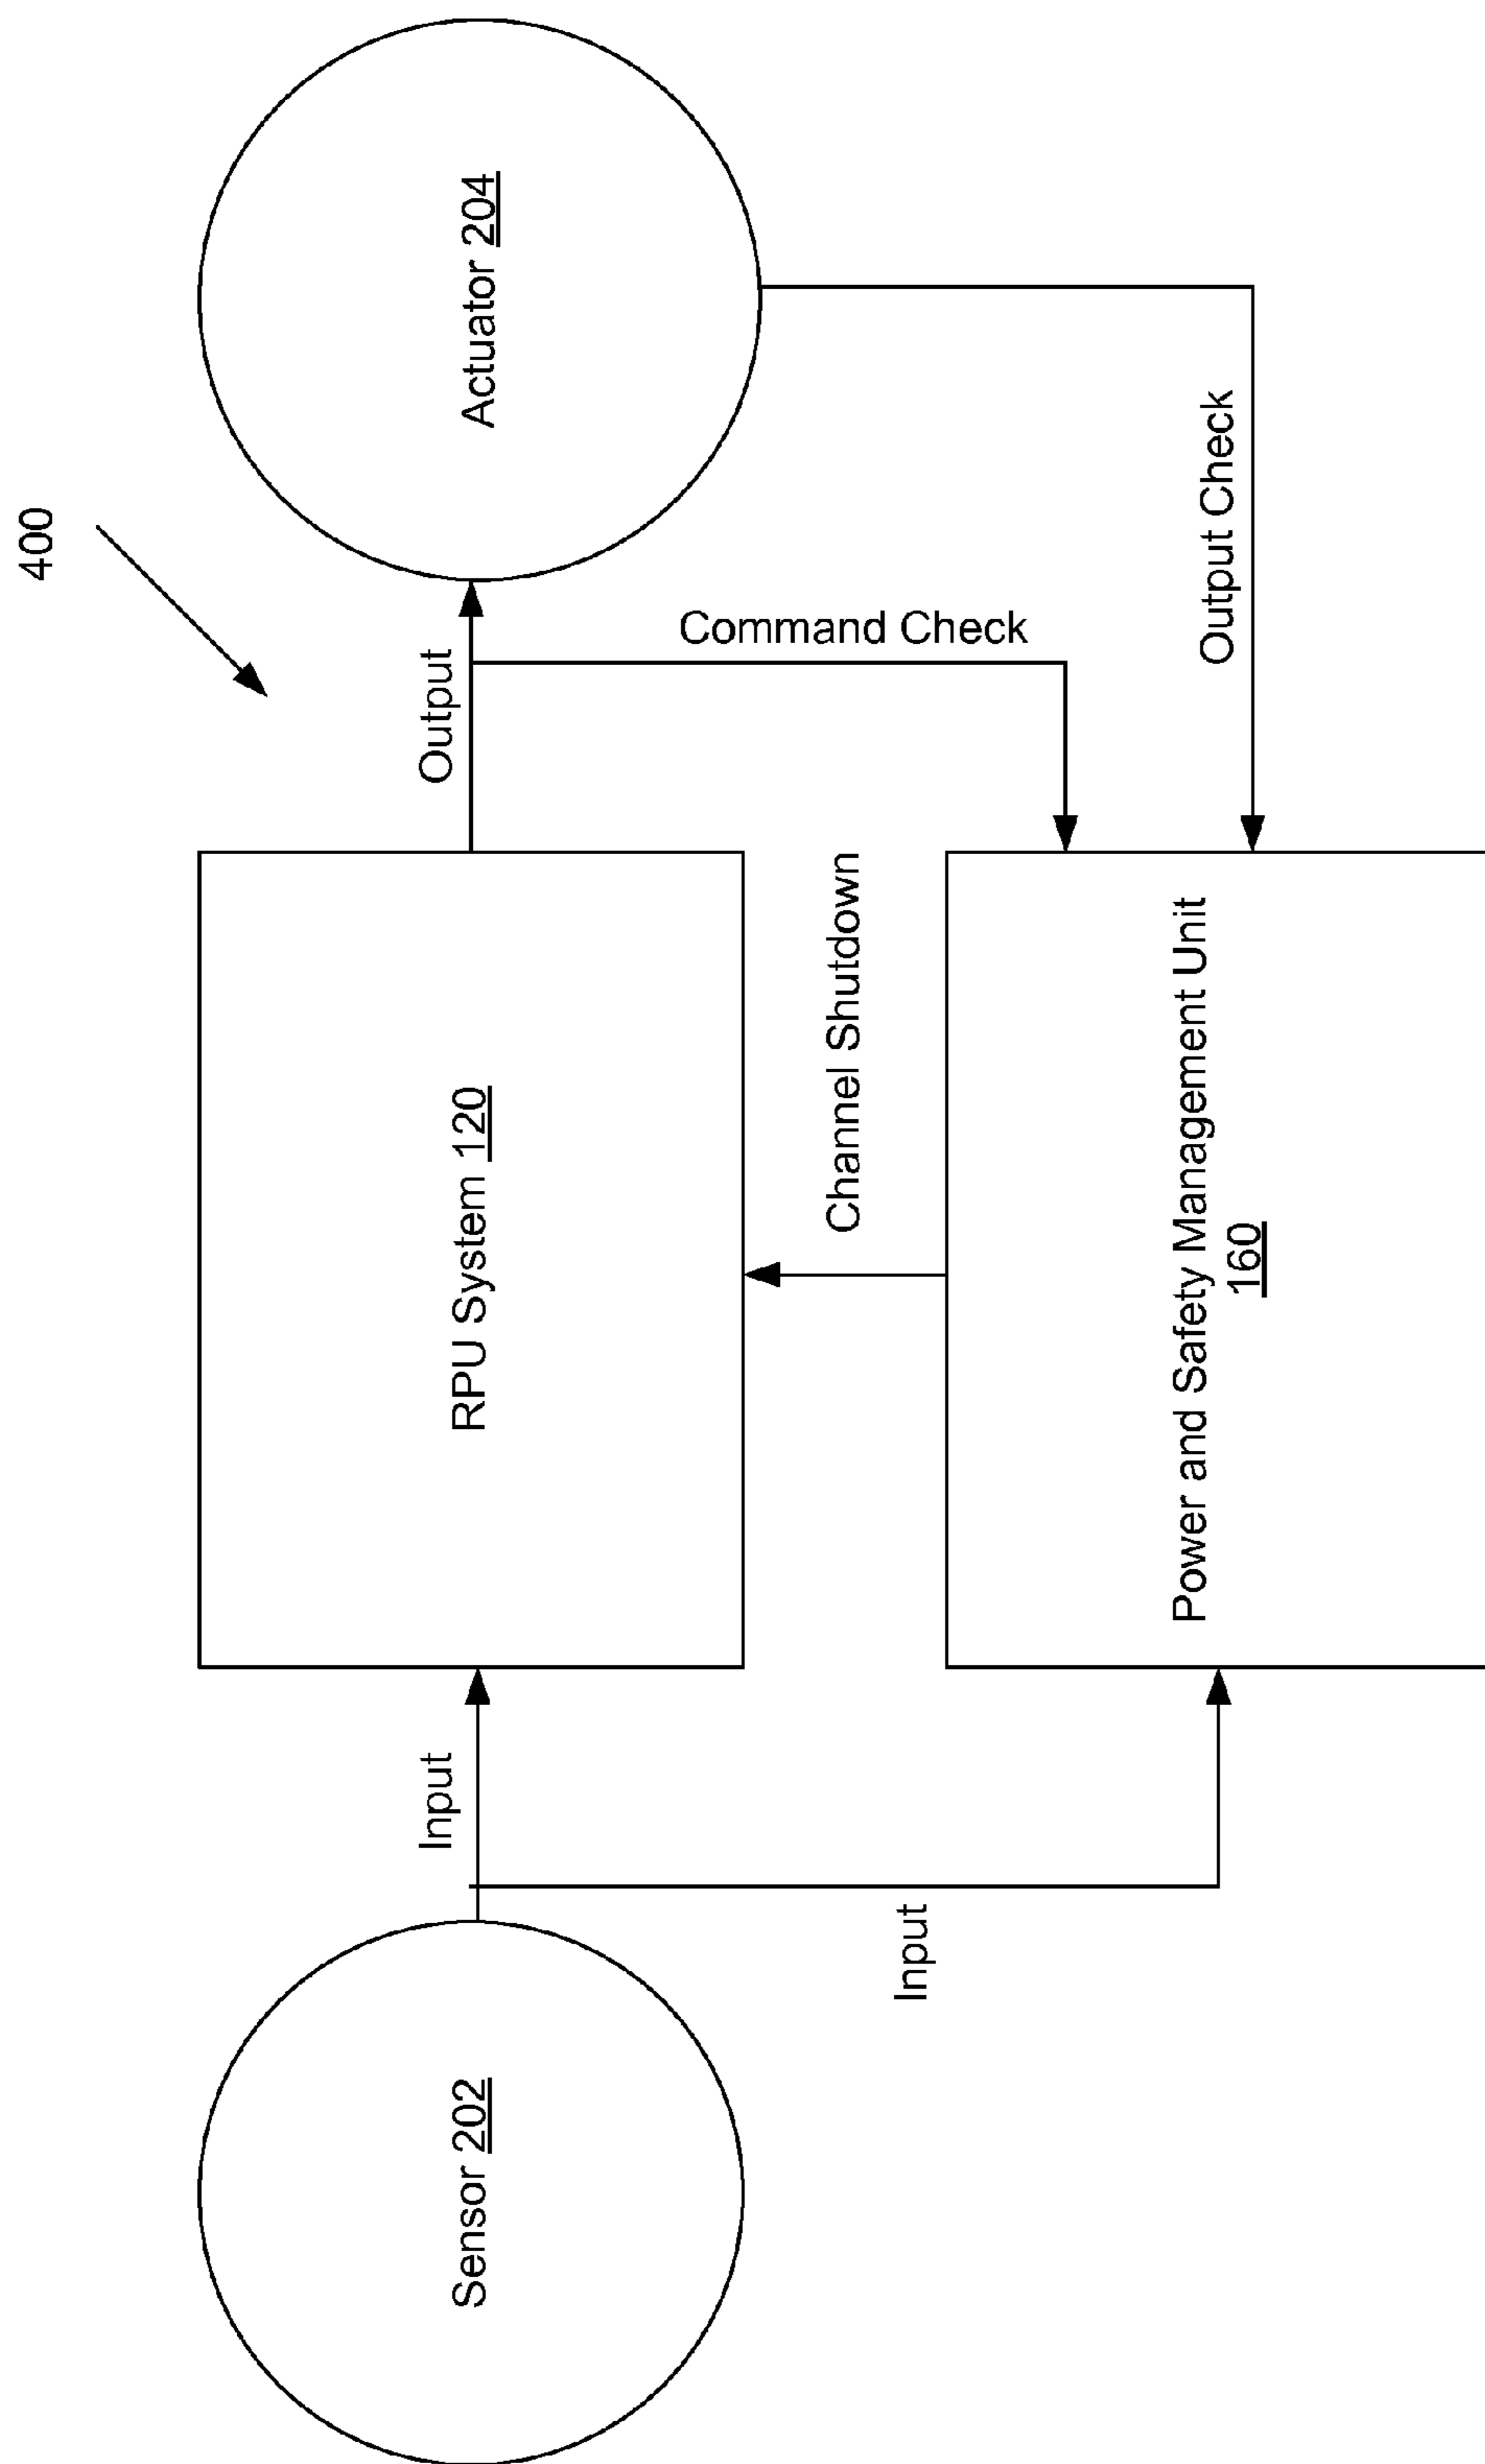 400
Sensor 202
Input
Input
RPU System 120
Channel Shutdown
Power and Safety Management Unit
160
Output
Command Check
Output Check
Actuator 204